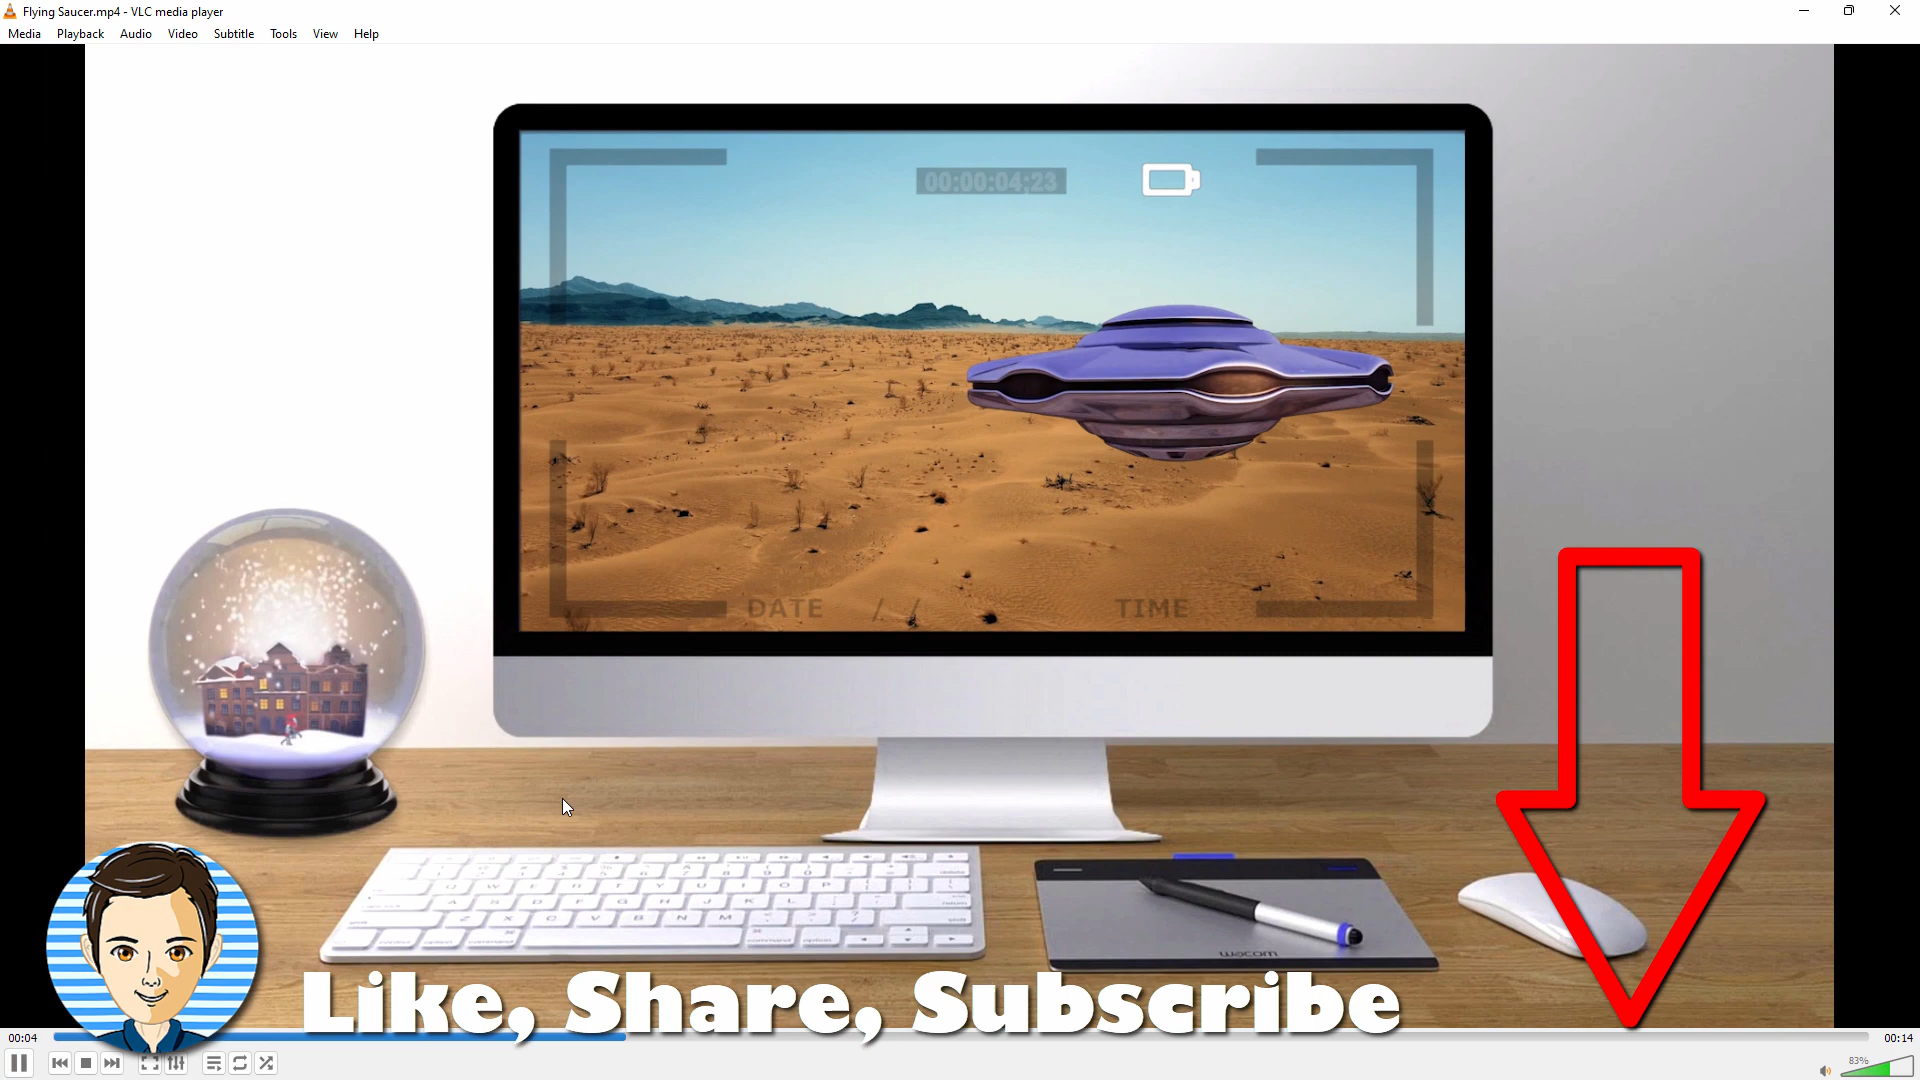 Flying Saucer.mp4 - VLC media player
Media Playback Audio Video Subtitle Tools View Help
00:00:04;23
DATE / / TIME
wacom
Like, Share, Subscribe
00:04
00:14
83%